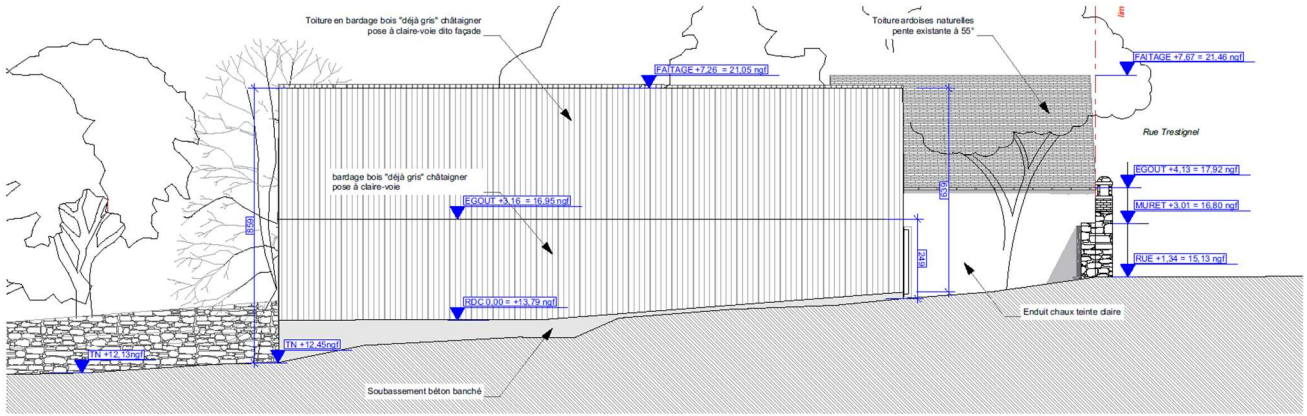 Toiture en bardage bois "déjà gris" châtaigner
pose à claire-voie dito façade
Toiture ardoises naturelles
pente existante à 55°
lim
FAITAGE +7,26 = 21,05 ngf
FAITAGE +7,67 = 21,46 ngf
Rue Trestignel
bardage bois "déjà gris" châtaigner
pose à claire-voie
EGOUT +4,13 = 17,92 ngf
639
EGOUT +3,16 = 16,95 ngf
MURET +3,01 = 16,80 ngf
859
249
RUE +1,34 = 15,13 ngf
RDC 0,00 = +13,79 ngf
Enduit chaux teinte claire
TN +12,45ngf
TN +12,13ngf
Soubassement béton banché